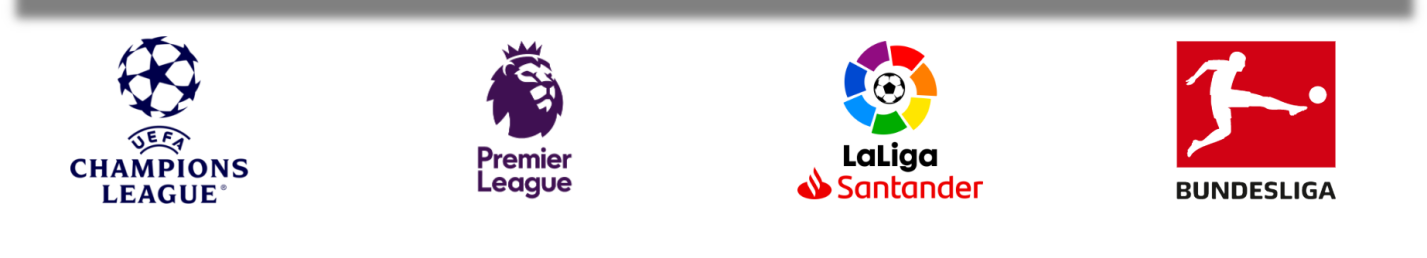 UEFA
CHAMPIONS
LEAGUE®
Premier
League
LaLiga
Santander
BUNDESLIGA